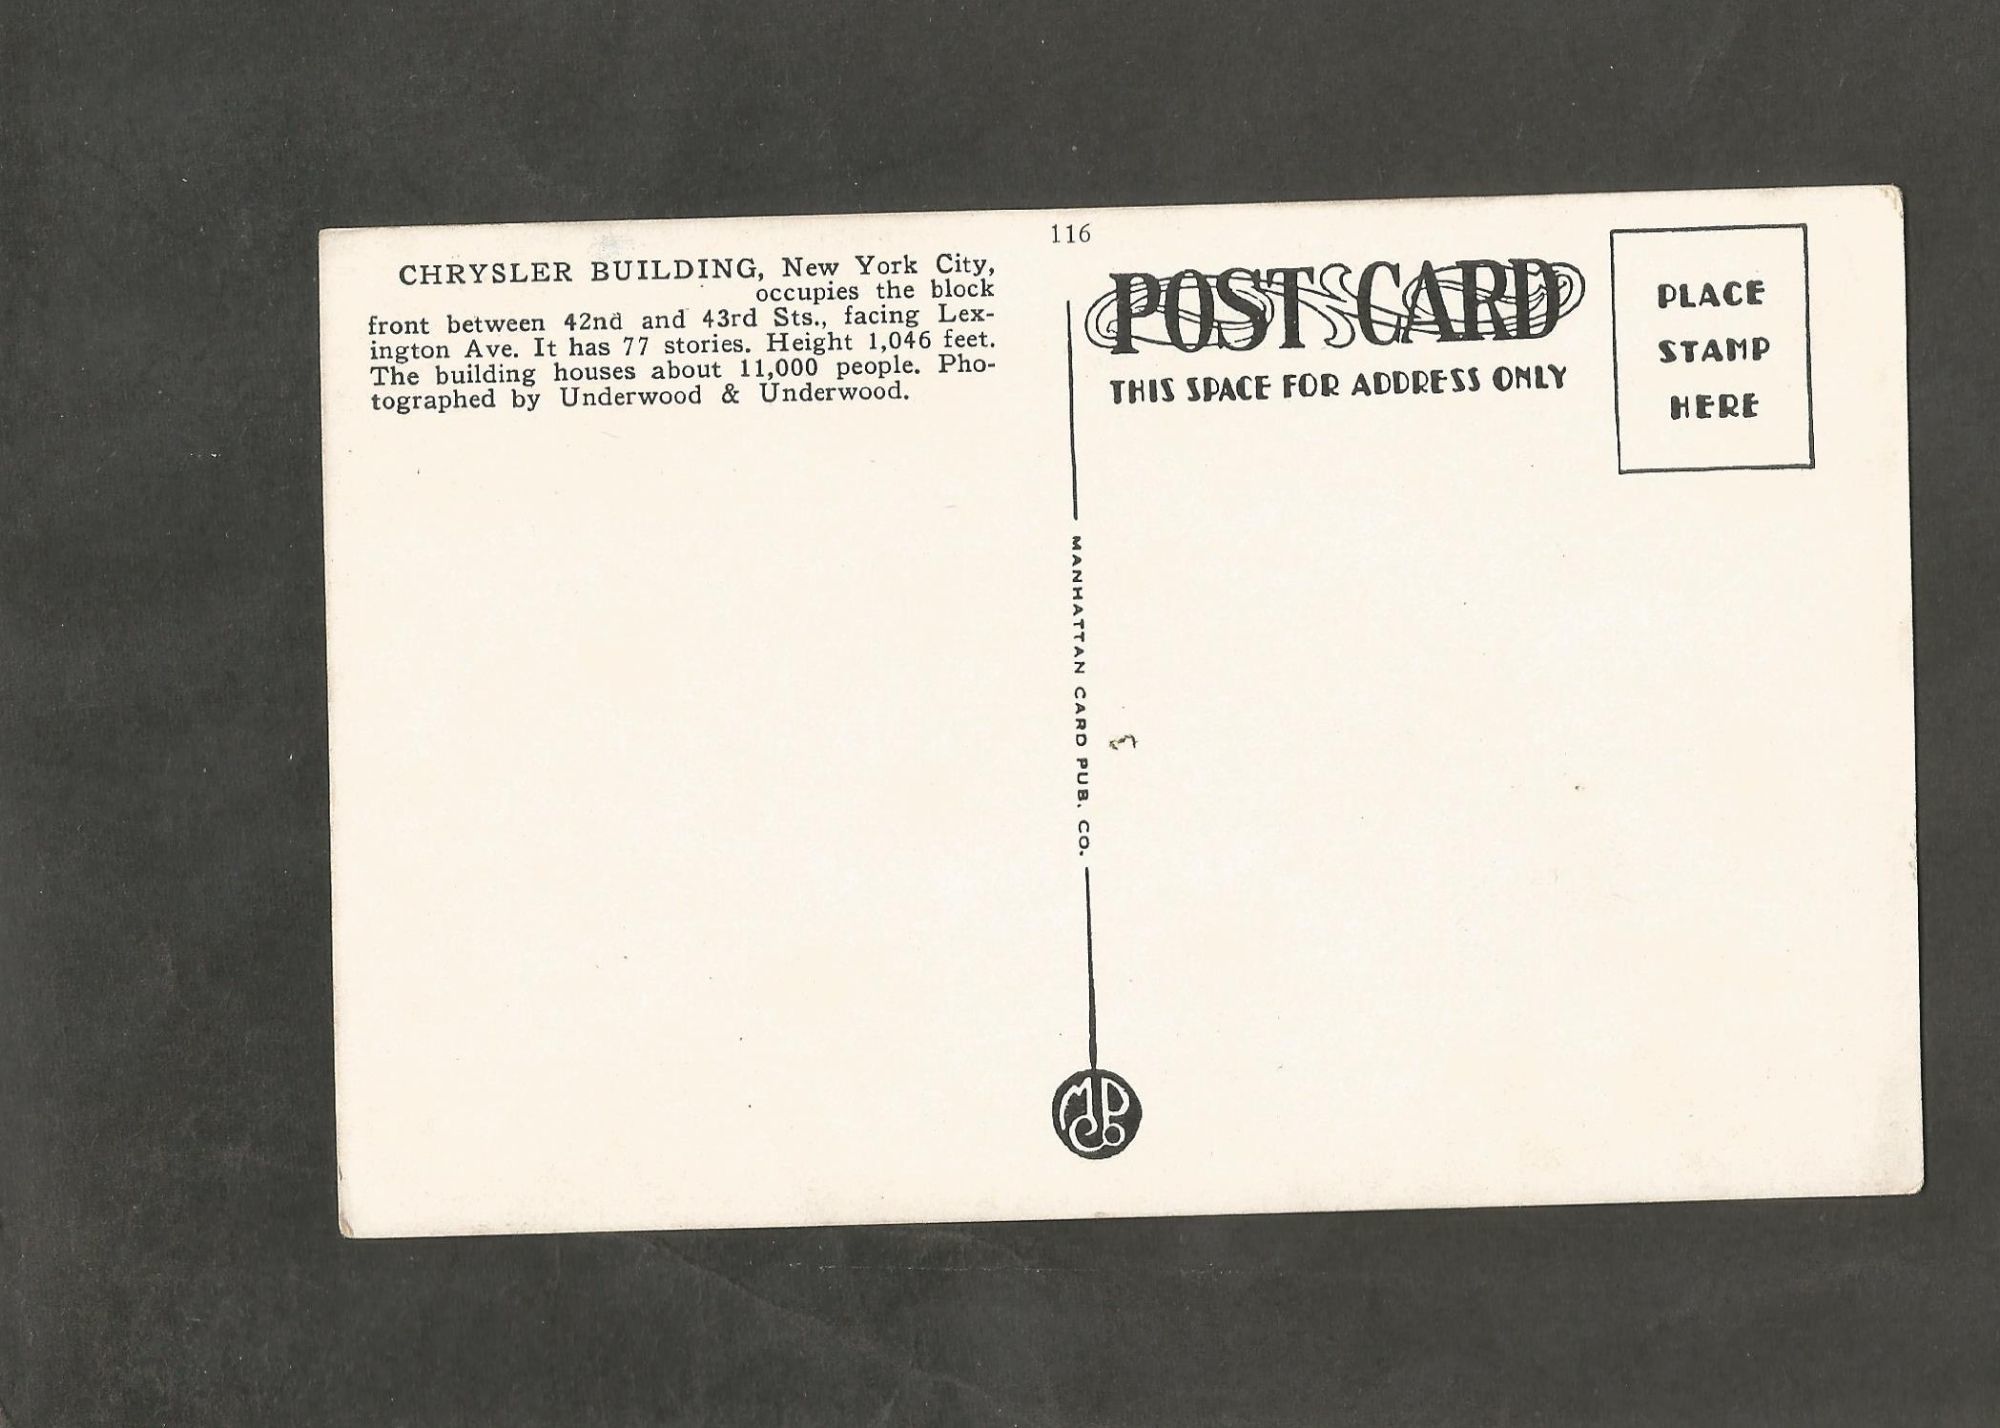 116
CHRYSLER BUILDING, New York City,
occupies the block
front between 42nd and 43rd Sts., facing Lex-
ington Ave. It has 77 stories. Height 1,046 feet.
The building houses about 11,000 people. Pho-
tographed by Underwood & Underwood.
POST CARD
THIS SPACE FOR ADDRESS ONLY
PLACE
STAMP
HERE
MANHATTAN CARD PUB. CO.